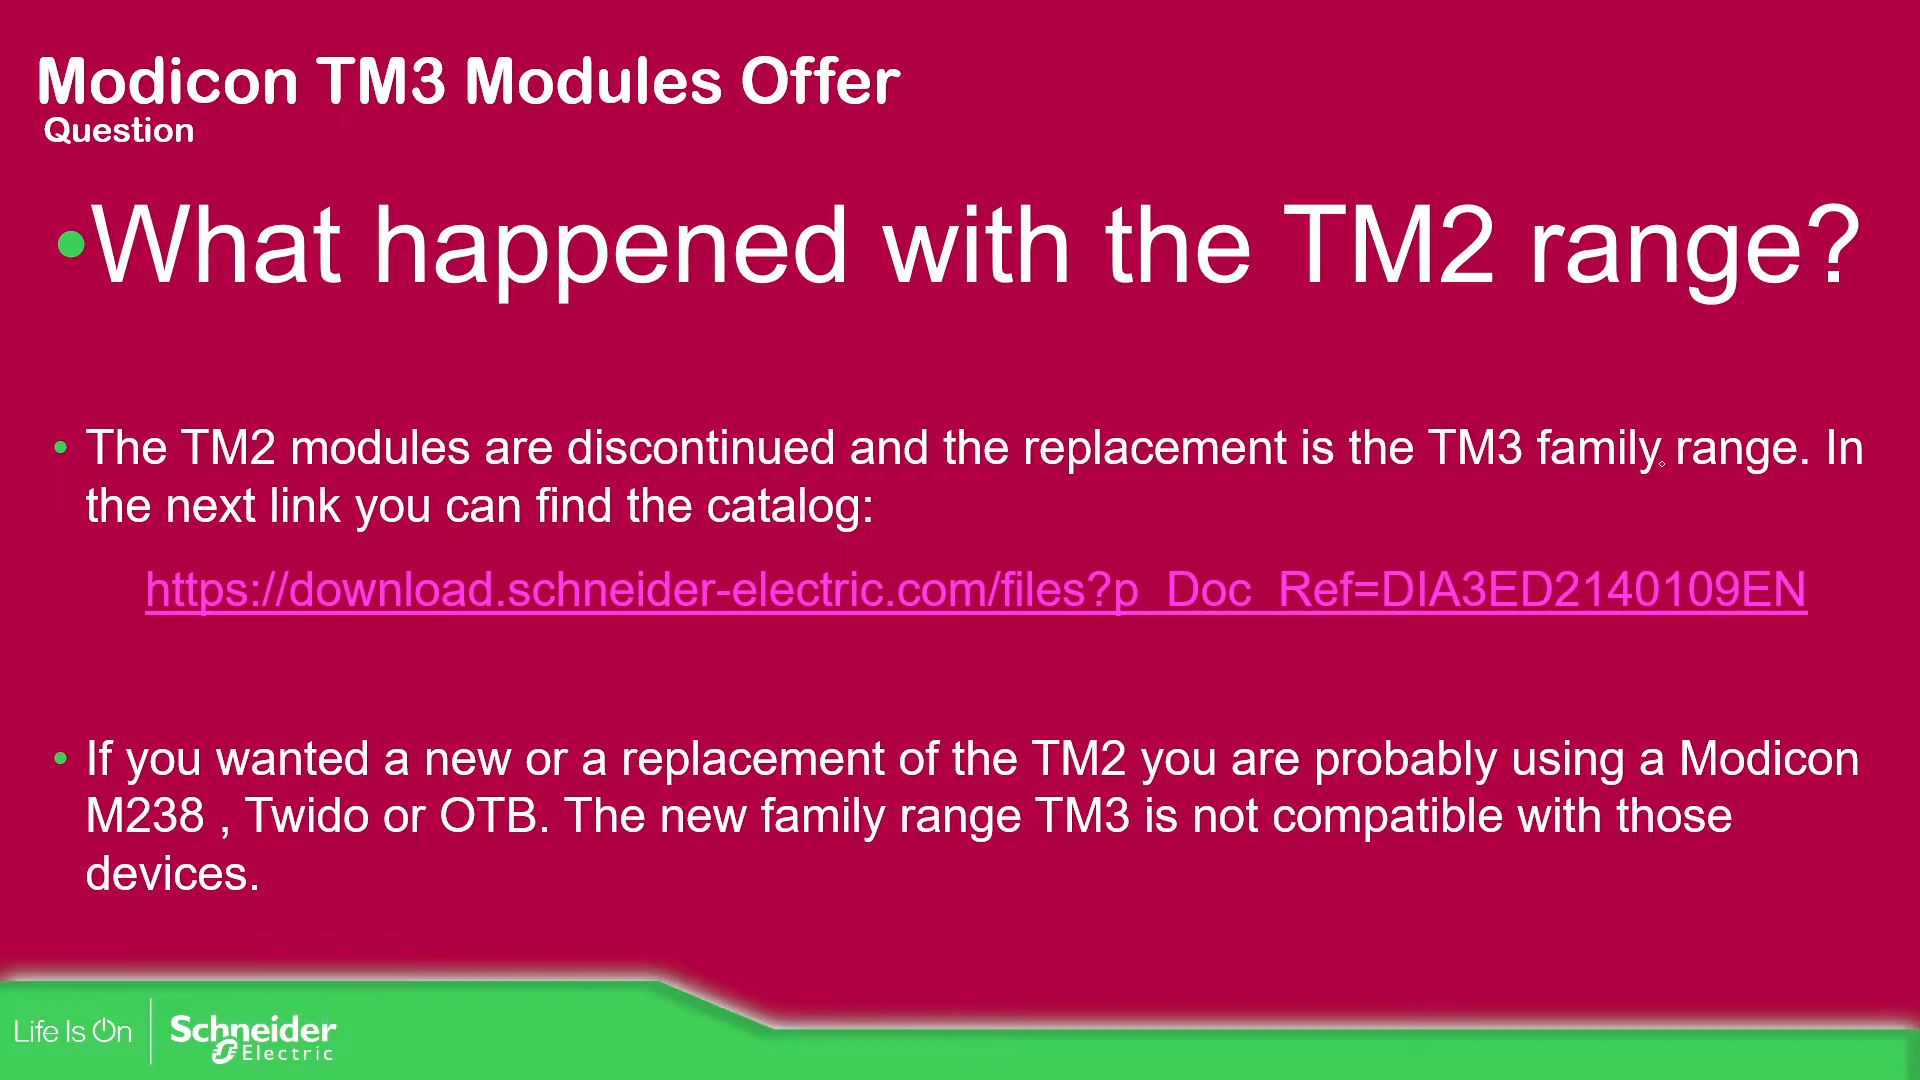 Modicon TM3 Modules Offer
Question
•What happened with the TM2 range?
• The TM2 modules are discontinued and the replacement is the TM3 family range. In
the next link you can find the catalog:
https://download.schneider-electric.com/files?p_Doc_Ref=DIA3ED2140109EN
• If you wanted a new or a replacement of the TM2 you are probably using a Modicon
M238 , Twido or OTB. The new family range TM3 is not compatible with those
devices.
Life Is On
Schneider
Electric